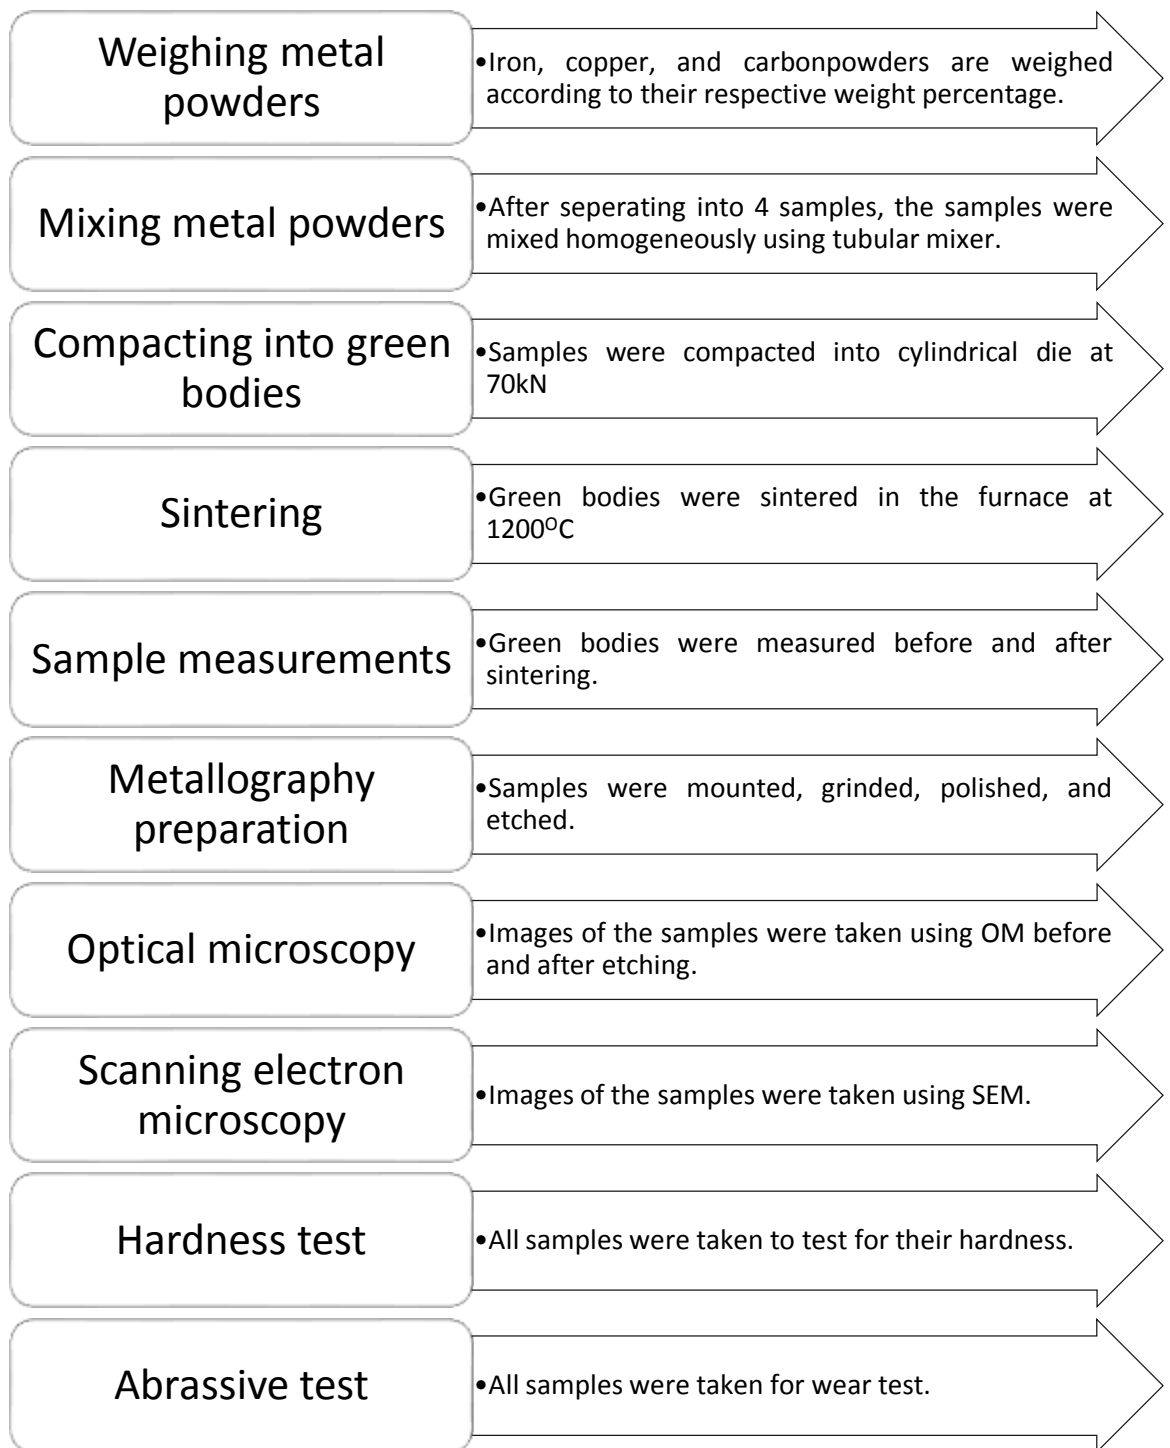 Weighing metal
powders
•Iron, copper, and carbonpowders are weighed
according to their respective weight percentage.
Mixing metal powders
•After seperating into 4 samples, the samples were
mixed homogeneously using tubular mixer.
Compacting into green
bodies
•Samples were compacted into cylindrical die at
70kN
Sintering
•Green bodies were sintered in the furnace at
1200ᴼC
Sample measurements
•Green bodies were measured before and after
sintering.
Metallography
preparation
•Samples were mounted, grinded, polished, and
etched.
Optical microscopy
•Images of the samples were taken using OM before
and after etching.
Scanning electron
microscopy
•Images of the samples were taken using SEM.
Hardness test
•All samples were taken to test for their hardness.
Abrassive test
•All samples were taken for wear test.